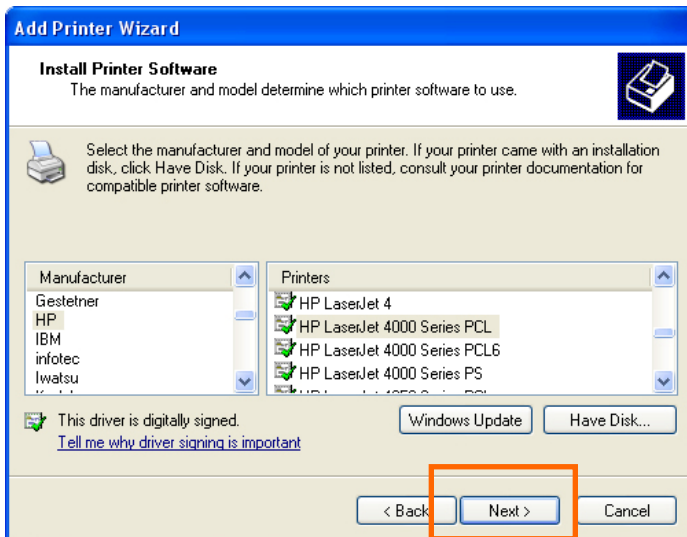 Add Printer Wizard
Install Printer Software
The manufacturer and model determine which printer software to use.
Select the manufacturer and model of your printer. If your printer came with an installation
disk, click Have Disk. If your printer is not listed, consult your printer documentation for
compatible printer software.
Manufacturer
Gestetner
HP
IBM
infotec
Iwatsu
Printers
HP LaserJet 4
HP LaserJet 4000 Series PCL
HP LaserJet 4000 Series PCL6
HP LaserJet 4000 Series PS
This driver is digitally signed.
Tell me why driver signing is important
Windows Update
Have Disk...
< Back
Next >
Cancel